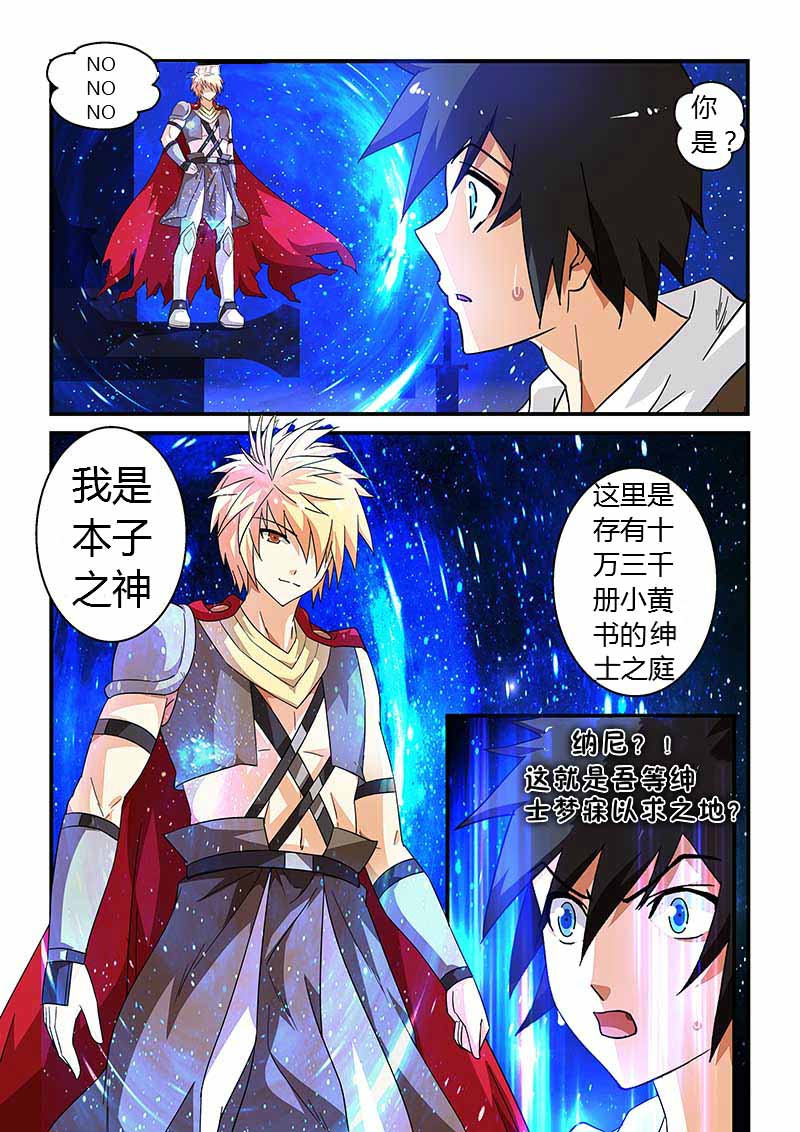 NO
NO
NO
你
是？
我是
本子
之神
这里是
存有十
万三千
册小黄
书的绅
士之庭
纳尼？！
这就是吾等绅
士梦寐以求之地？